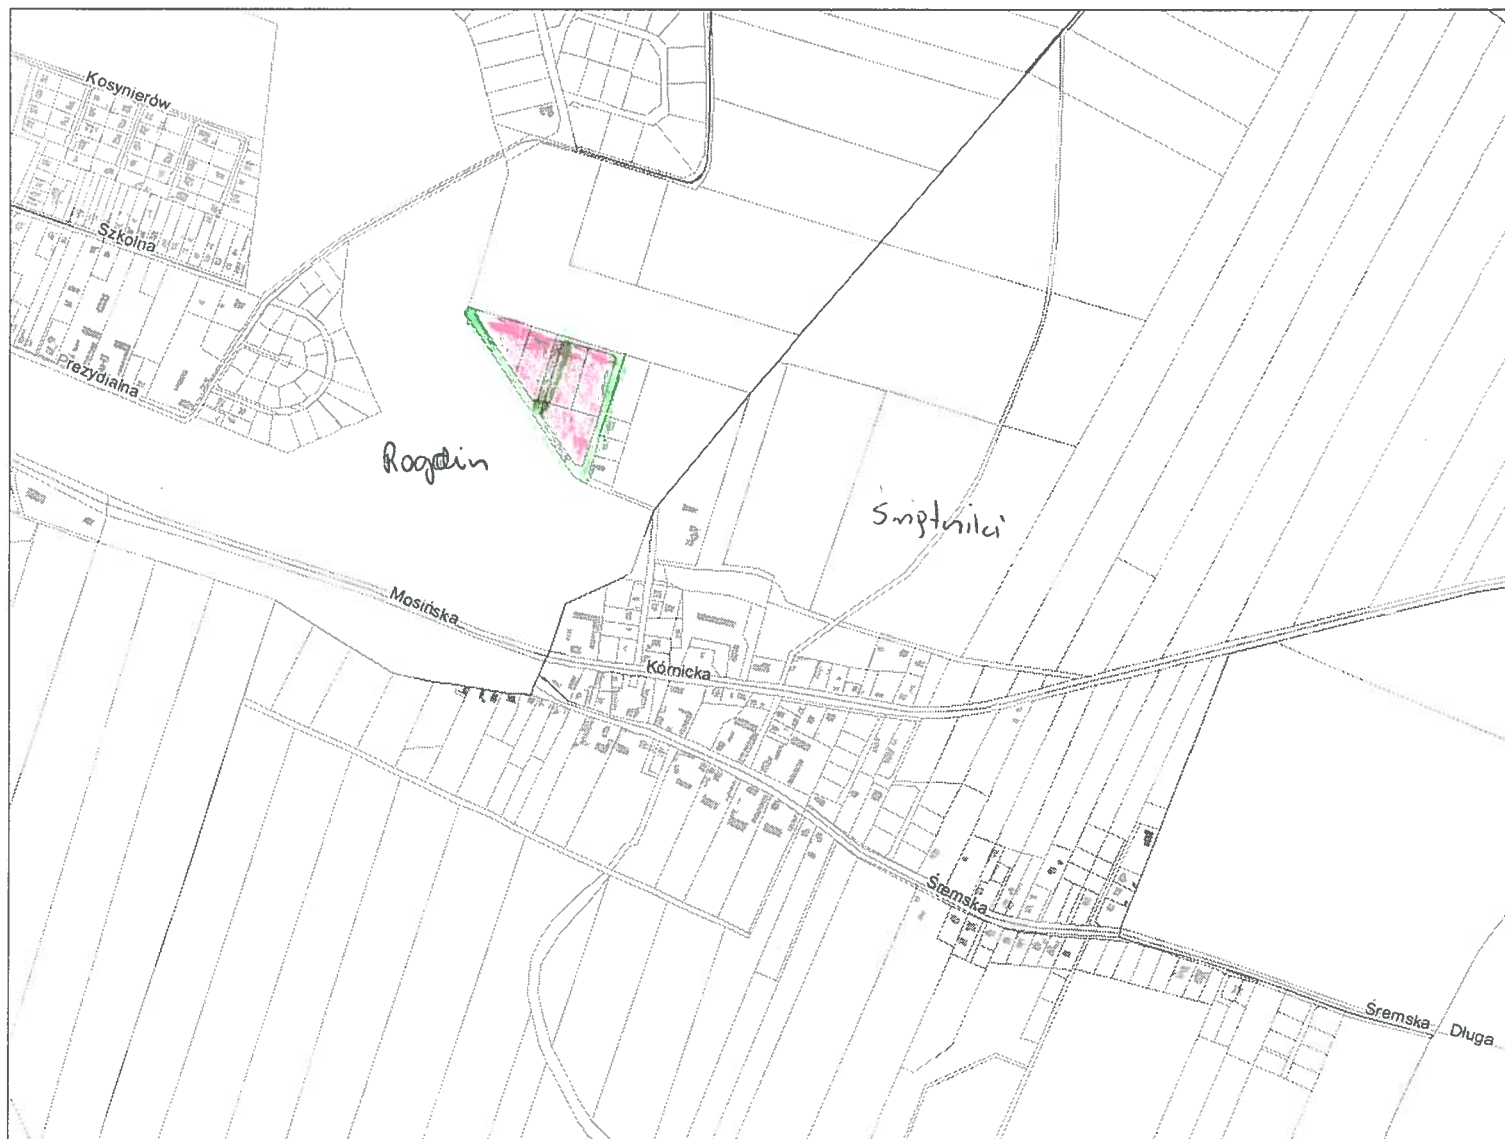 Kosynierów
Szkolna
Prezydialna
Rogalin
Świątniki
Mosińska
Kórnicka
Śremska
Śremska
Długa